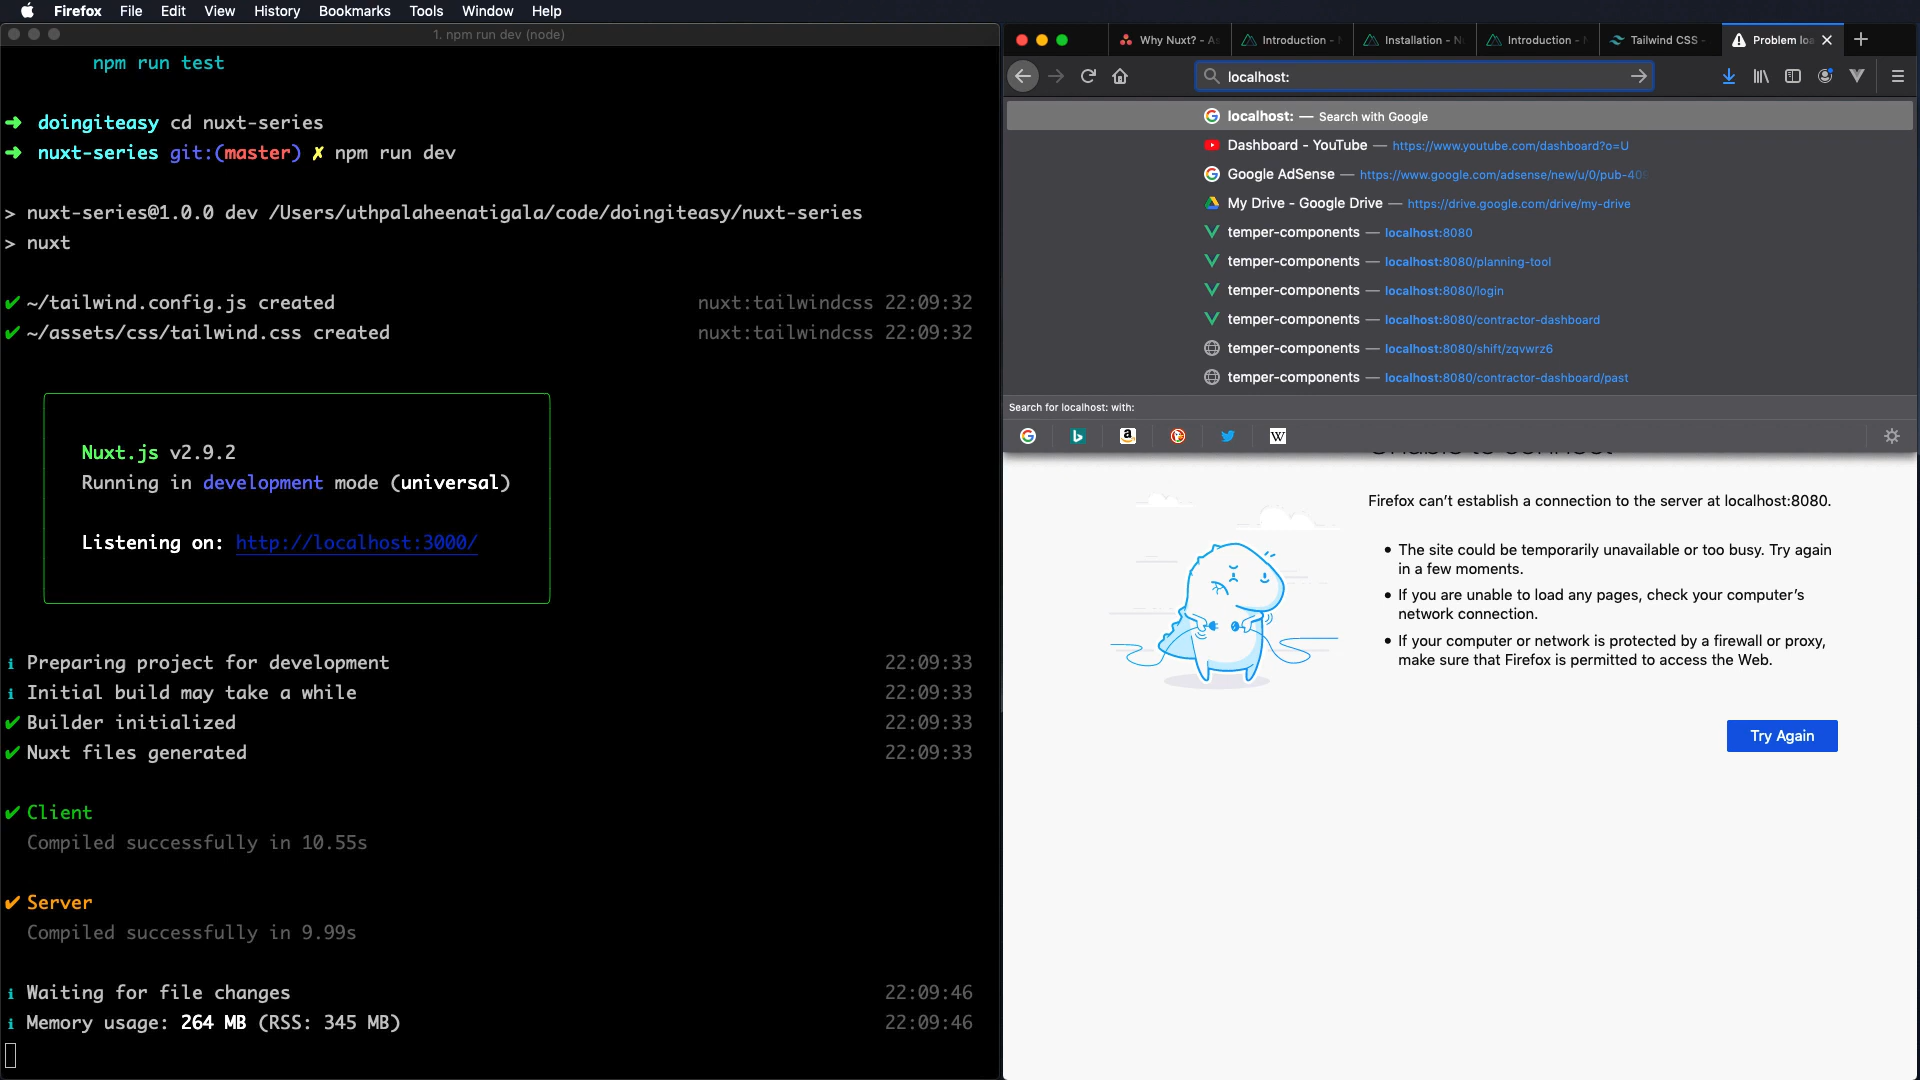 Firefox File Edit View History Bookmarks Tools Window Help
1. npm run dev (node)
npm run test
➜ doingiteasy cd nuxt-series
➜ nuxt-series git:(master) ✗ npm run dev
> nuxt-series@1.0.0 dev /Users/uthpalaheenatigala/code/doingiteasy/nuxt-series
> nuxt
✔ ~/tailwind.config.js created nuxt:tailwindcss 22:09:32
✔ ~/assets/css/tailwind.css created nuxt:tailwindcss 22:09:32
Nuxt.js v2.9.2
Running in development mode (universal)
Listening on: http://localhost:3000/
ℹ Preparing project for development 22:09:33
ℹ Initial build may take a while 22:09:33
✔ Builder initialized 22:09:33
✔ Nuxt files generated 22:09:33
✔ Client
Compiled successfully in 10.55s
✔ Server
Compiled successfully in 9.99s
ℹ Waiting for file changes 22:09:46
ℹ Memory usage: 264 MB (RSS: 345 MB) 22:09:46
Why Nuxt? - Introduction - Installation - Introduction - Tailwind CSS - Problem
localhost:
localhost: — Search with Google
Dashboard - YouTube — https://www.youtube.com/dashboard?o=U
Google AdSense — https://www.google.com/adsense/new/u/0/pub-40
My Drive - Google Drive — https://drive.google.com/drive/my-drive
temper-components — localhost:8080
temper-components — localhost:8080/planning-tool
temper-components — localhost:8080/login
temper-components — localhost:8080/contractor-dashboard
temper-components — localhost:8080/shift/zqvwrz6
temper-components — localhost:8080/contractor-dashboard/past
Search for localhost: with:
Firefox can’t establish a connection to the server at localhost:8080.
• The site could be temporarily unavailable or too busy. Try again
in a few moments.
• If you are unable to load any pages, check your computer’s
network connection.
• If your computer or network is protected by a firewall or proxy,
make sure that Firefox is permitted to access the Web.
Try Again